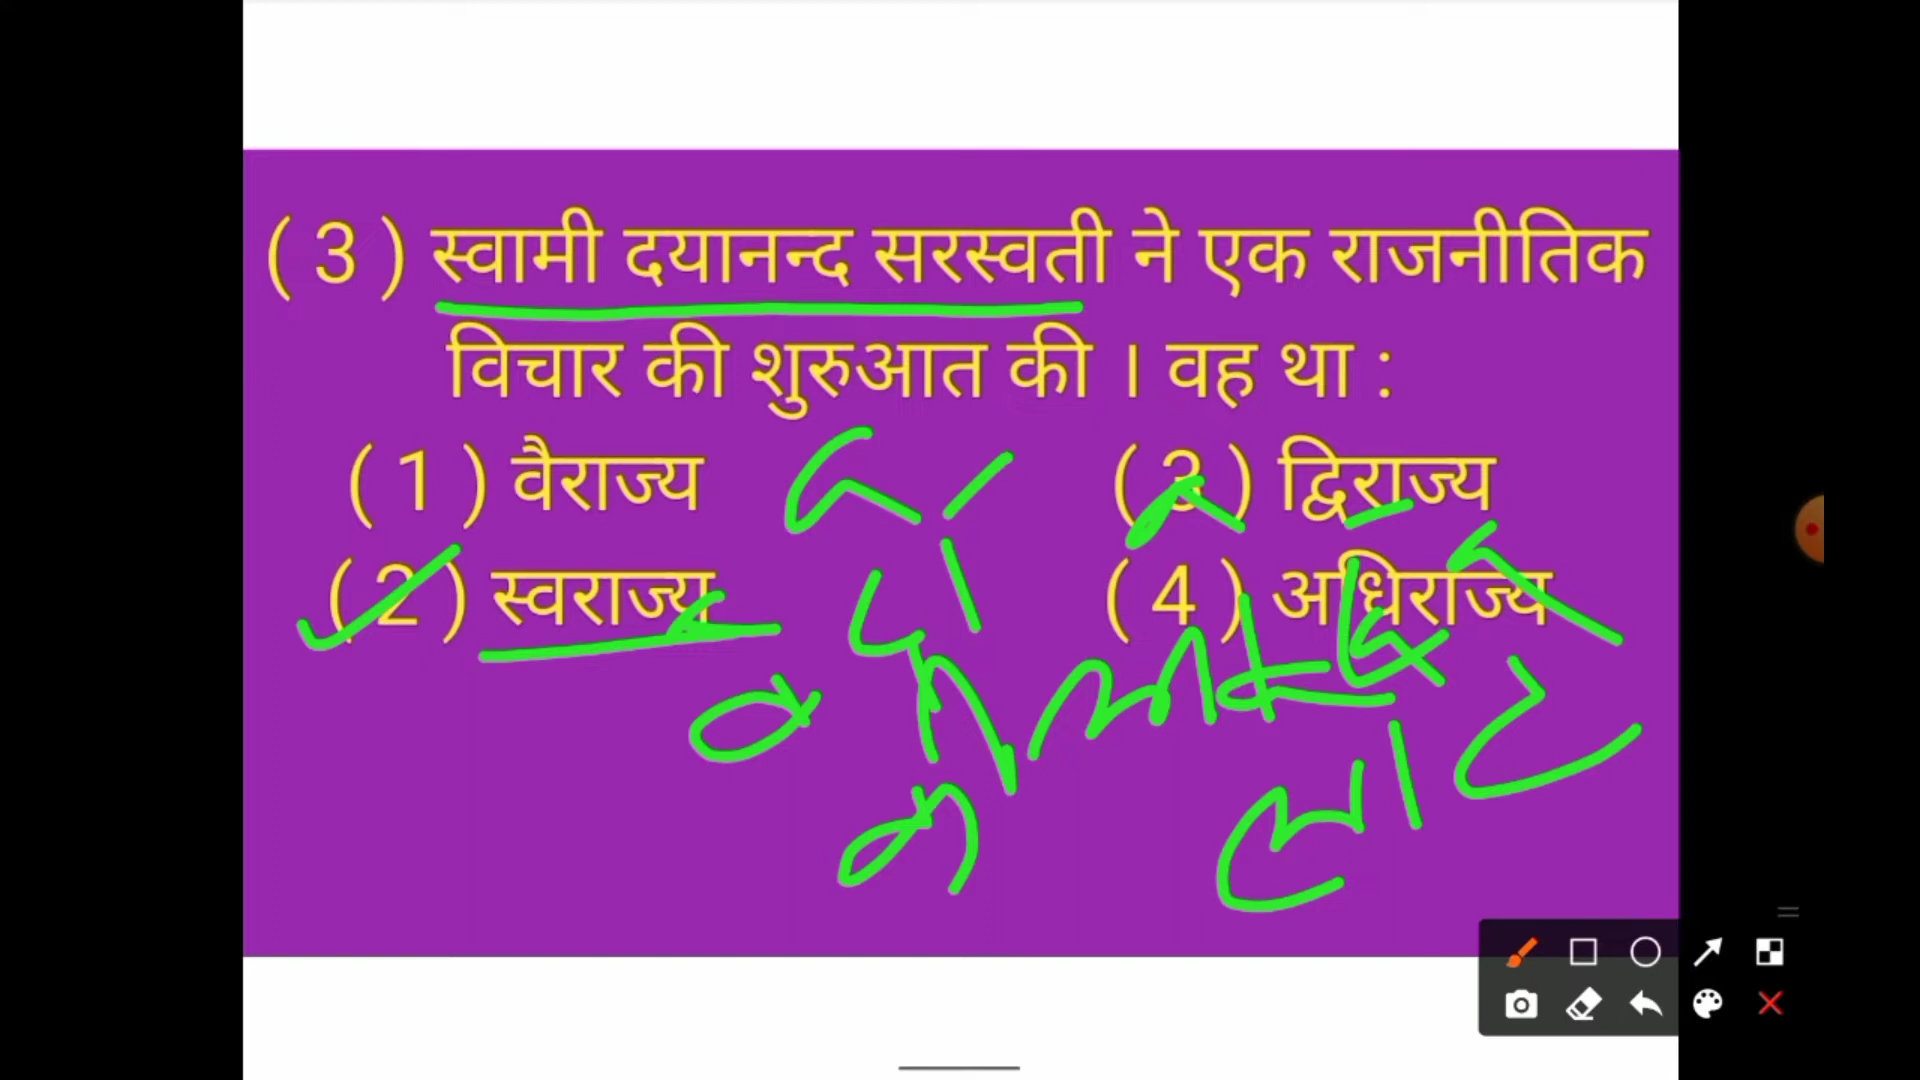 ( 3 ) स्वामी दयानन्द सरस्वती ने एक राजनीतिक
विचार की शुरुआत की । वह था :
( 1 ) वैराज्य ( 3 ) द्विराज्य
( 2 ) स्वराज्य ( 4 ) अधिराज्य